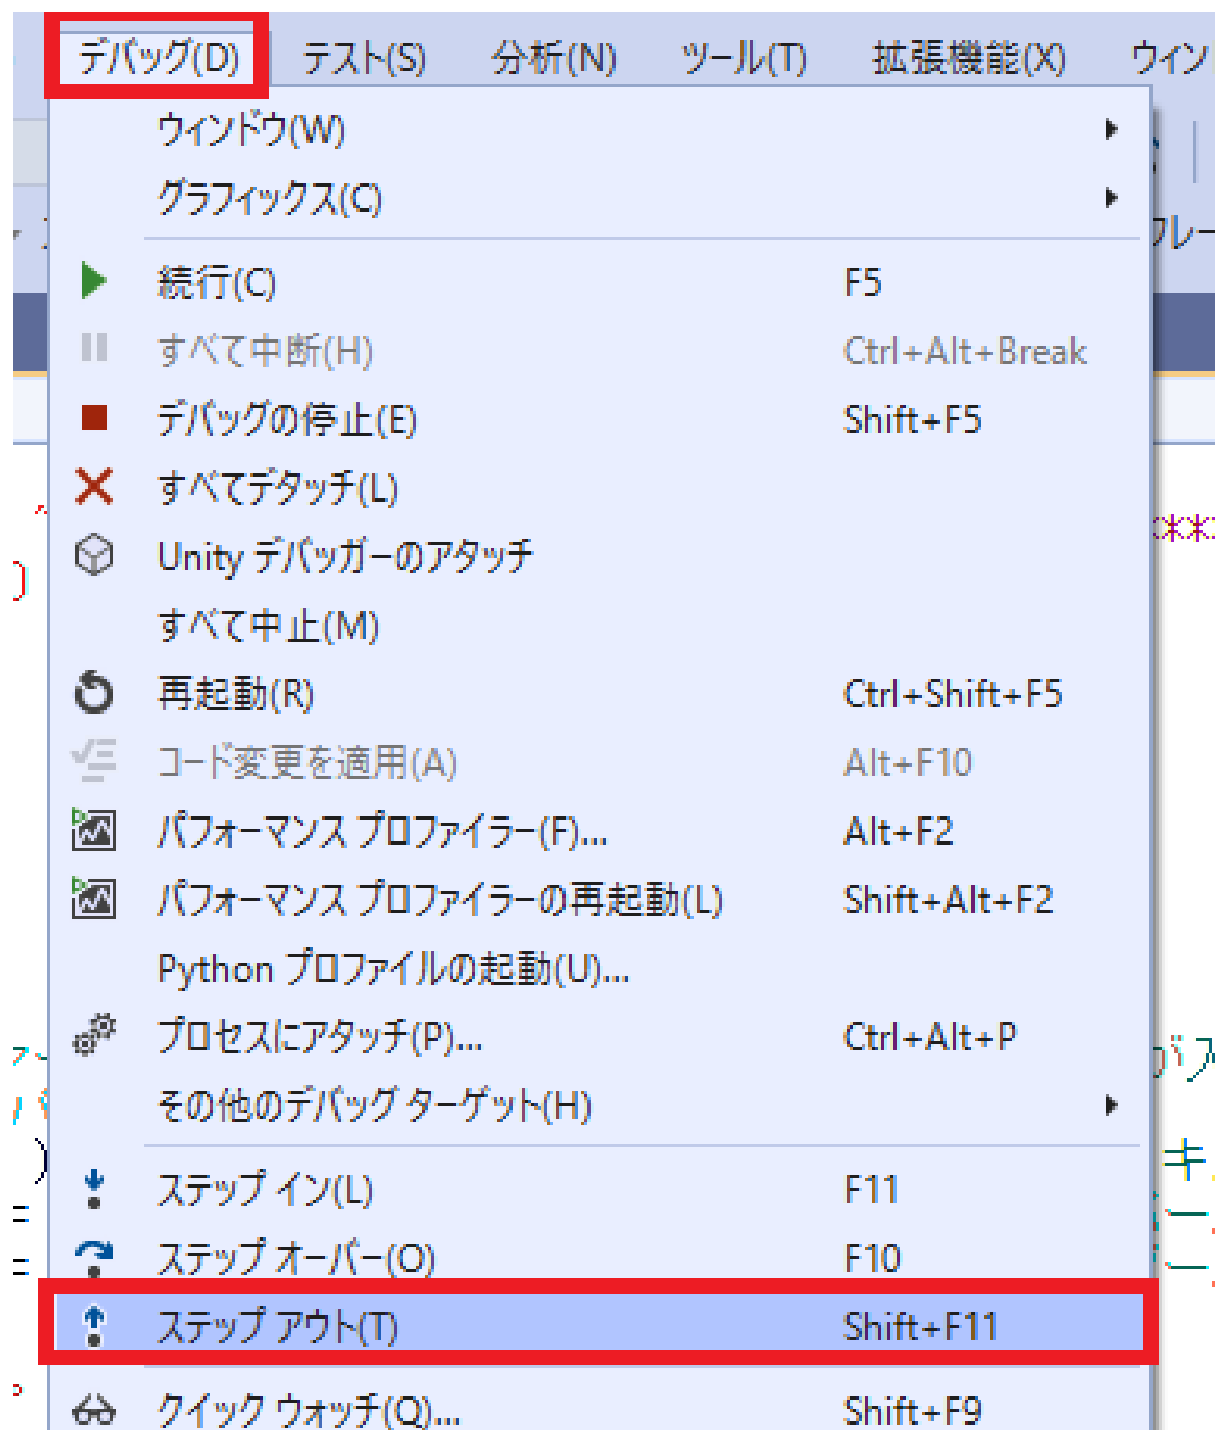 デバッグ(D) テスト(S) 分析(N) ツール(T) 拡張機能(X) ウィン
ウィンドウ(W)
グラフィックス(C)
フレー
続行(C) F5
すべて中断(H) Ctrl+Alt+Break
デバッグの停止(E) Shift+F5
すべてデタッチ(L)
Unity デバッガーのアタッチ
すべて中止(M)
再起動(R) Ctrl+Shift+F5
コード変更を適用(A) Alt+F10
パフォーマンス プロファイラー(F)... Alt+F2
パフォーマンス プロファイラーの再起動(L) Shift+Alt+F2
Python プロファイルの起動(U)...
プロセスにアタッチ(P)... Ctrl+Alt+P
その他のデバッグ ターゲット(H)
ステップ イン(L) F11
ステップ オーバー(O) F10
ステップ アウト(T) Shift+F11
クイック ウォッチ(Q)... Shift+F9